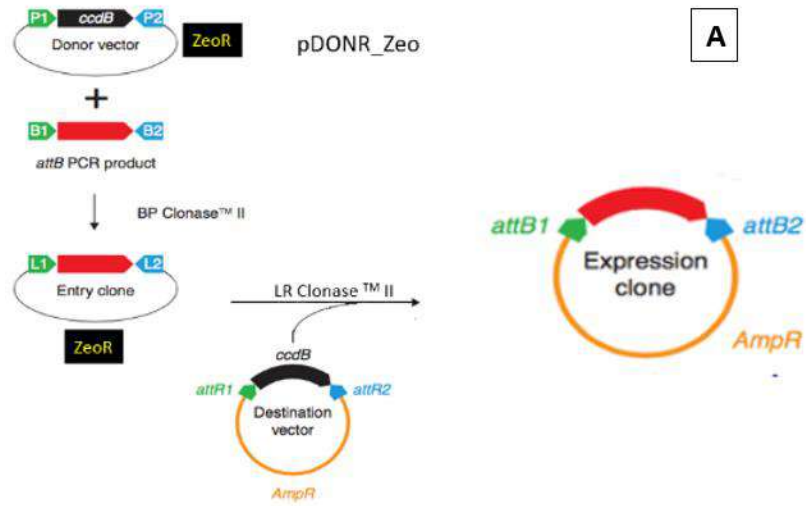 P1 ccdB P2
Donor vector
ZeoR
pDONR_Zeo
A
+
B1 B2
attB PCR product
BP Clonase™ II
L1 L2
Entry clone
ZeoR
LR Clonase ™ II
ccdB
attR1 attR2
Destination
vector
AmpR
attB1 attB2
Expression
clone
AmpR